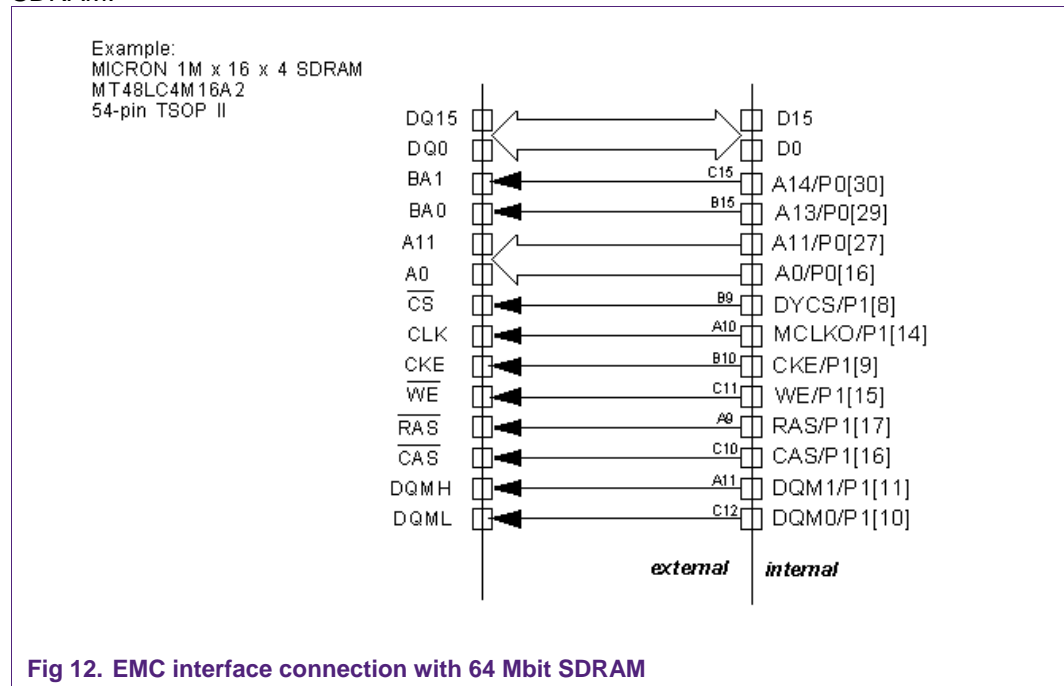 Example:
MICRON 1M x 16 x 4 SDRAM
MT48LC4M16A2
54-pin TSOP II
DQ15 D15
DQ0 D0
BA1 C15 A14/P0[30]
BA0 B15 A13/P0[29]
A11 A11/P0[27]
A0 A0/P0[16]
CS B9 DYCS/P1[8]
CLK A10 MCLKO/P1[14]
CKE B10 CKE/P1[9]
WE C11 WE/P1[15]
RAS A9 RAS/P1[17]
CAS C10 CAS/P1[16]
DQMH A11 DQM1/P1[11]
DQML C12 DQM0/P1[10]
external internal
Fig 12. EMC interface connection with 64 Mbit SDRAM